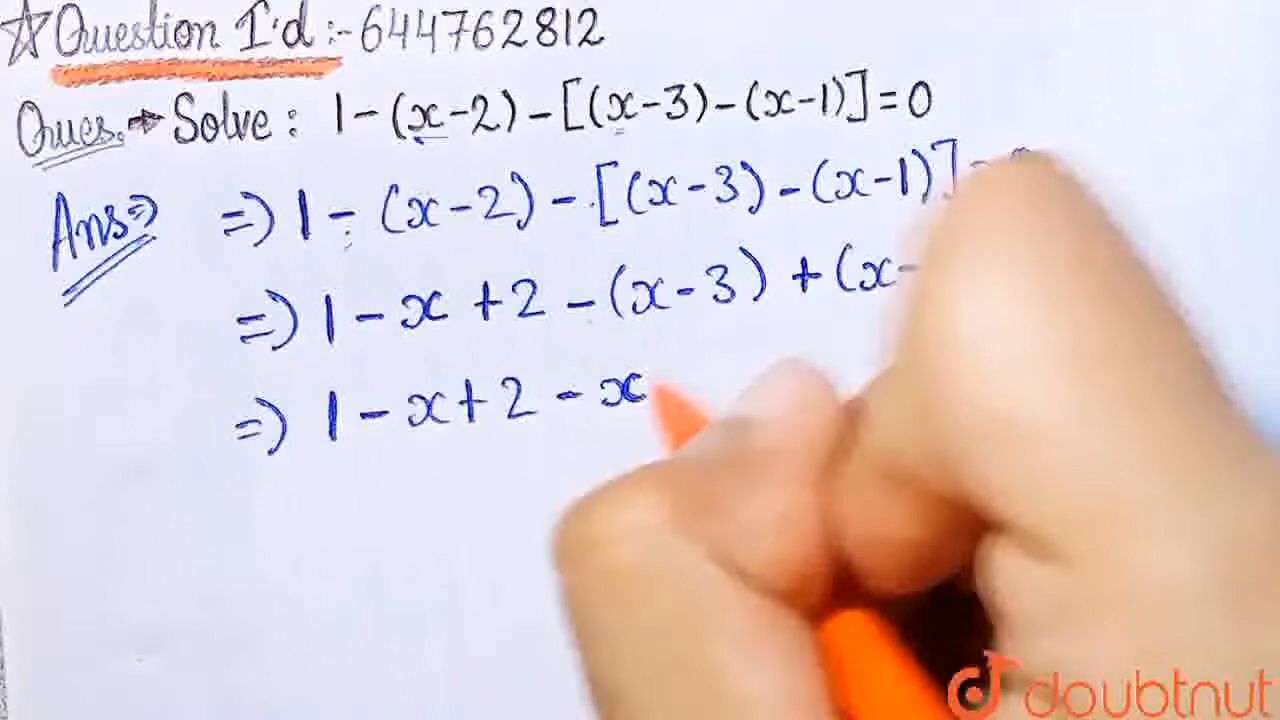 ☆ Question I'd :- 644762812
Ques. → Solve : 1 - (x-2) - [(x-3) - (x-1)] = 0
Ans ⇒ ⇒ 1 - (x-2) - [(x-3) - (x-1)]
⇒ 1 - x + 2 - (x-3) + (x-
⇒ 1 - x + 2 - x
doubtnut